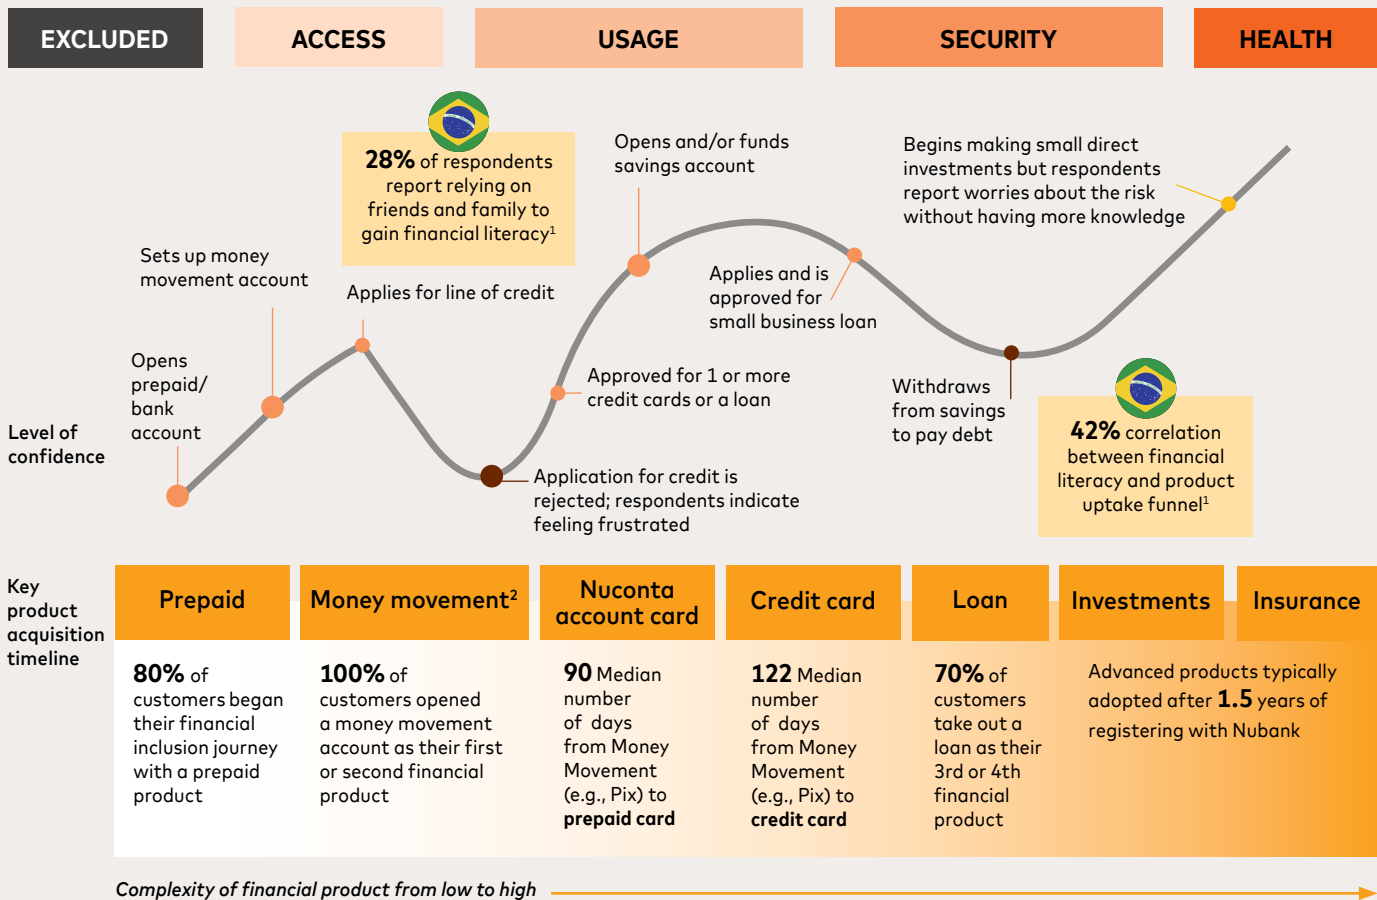 EXCLUDED
ACCESS
USAGE
SECURITY
HEALTH
28% of respondents
report relying on
friends and family to
gain financial literacy¹
Opens and/or funds
savings account
Begins making small direct
investments but respondents
report worries about the risk
without having more knowledge
Sets up money
movement account
Applies for line of credit
Applies and is
approved for
small business loan
Opens
prepaid/
bank
account
Approved for 1 or more
credit cards or a loan
Withdraws
from savings
to pay debt
Level of
confidence
42% correlation
between financial
literacy and product
uptake funnel¹
Application for credit is
rejected; respondents indicate
feeling frustrated
Key
product
acquisition
timeline
Prepaid
Money movement²
Nuconta
account card
Credit card
Loan
Investments
Insurance
80% of
customers began
their financial
inclusion journey
with a prepaid
product
100% of
customers opened
a money movement
account as their first
or second financial
product
90 Median
number
of days
from Money
Movement
(e.g., Pix) to
prepaid card
122 Median
number
of days
from Money
Movement
(e.g., Pix) to
credit card
70% of
customers
take out a
loan as their
3rd or 4th
financial
product
Advanced products typically
adopted after 1.5 years of
registering with Nubank
Complexity of financial product from low to high